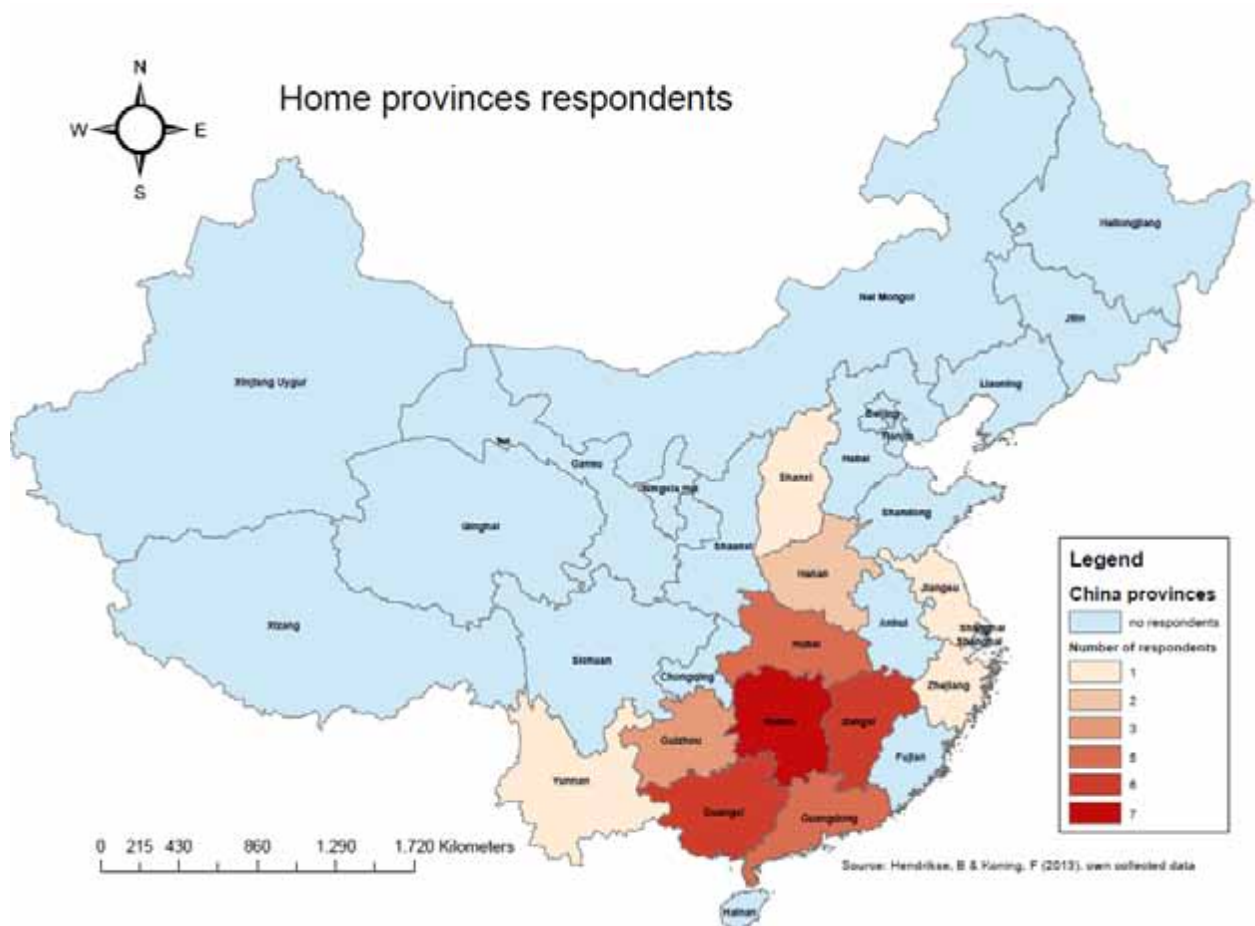 Home provinces respondents
N
W E
S
Heilongjiang
Nei Mongol
Jilin
Xinjiang Uygur
Liaoning
Beijing
Tianjin
Hebei
Gansu
Ningxia Hui
Shanxi
Shandong
Qinghai
Shaanxi
Henan
Jiangsu
Xizang
Anhui
Shanghai
Shanghai
Hubei
Sichuan
Chongqing
Zhejiang
Hunan
Jiangxi
Guizhou
Fujian
Yunnan
Guangxi
Guangdong
Hainan
Legend
China provinces
no respondents
Number of respondents
1
2
3
5
6
7
0 215 430 860 1.290 1.720 Kilometers
Source: Hendrikse, B & Koning, F (2013), own collected data